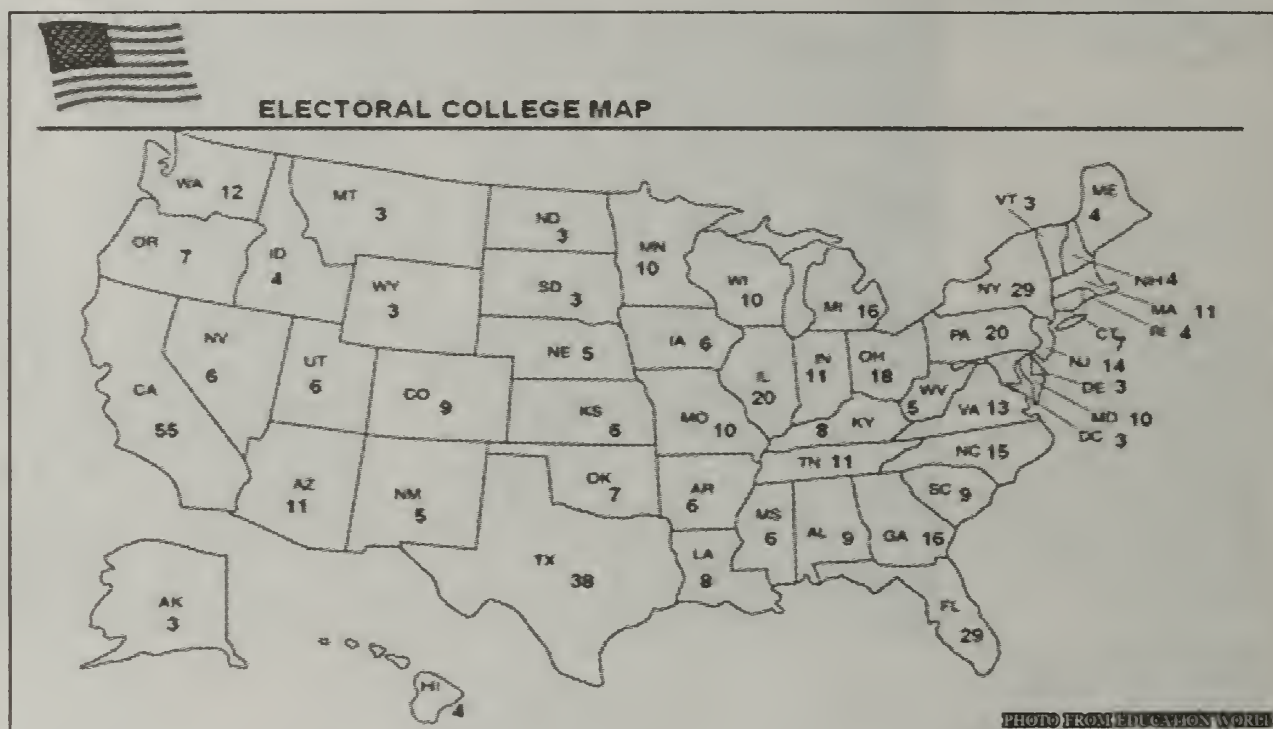 ELECTORAL COLLEGE MAP
WA 12
MT 3
ND 3
MN 10
VT 3
ME 4
OR 7
ID 4
WY 3
SD 3
WI 10
MI 16
NY 29
NH 4
MA 11
RI 4
CT 7
NJ 14
DE 3
MD 10
DC 3
NV 6
UT 6
CO 9
NE 5
IA 6
IL 20
IN 11
OH 18
PA 20
WV 5
VA 13
CA 55
KS 6
MO 10
8 KY
TN 11
NC 15
SC 9
AZ 11
NM 5
OK 7
AR 6
MS 6
AL 9
GA 16
TX 38
LA 8
FL 29
AK 3
HI 4
PHOTO FROM EDUCATION WORLD